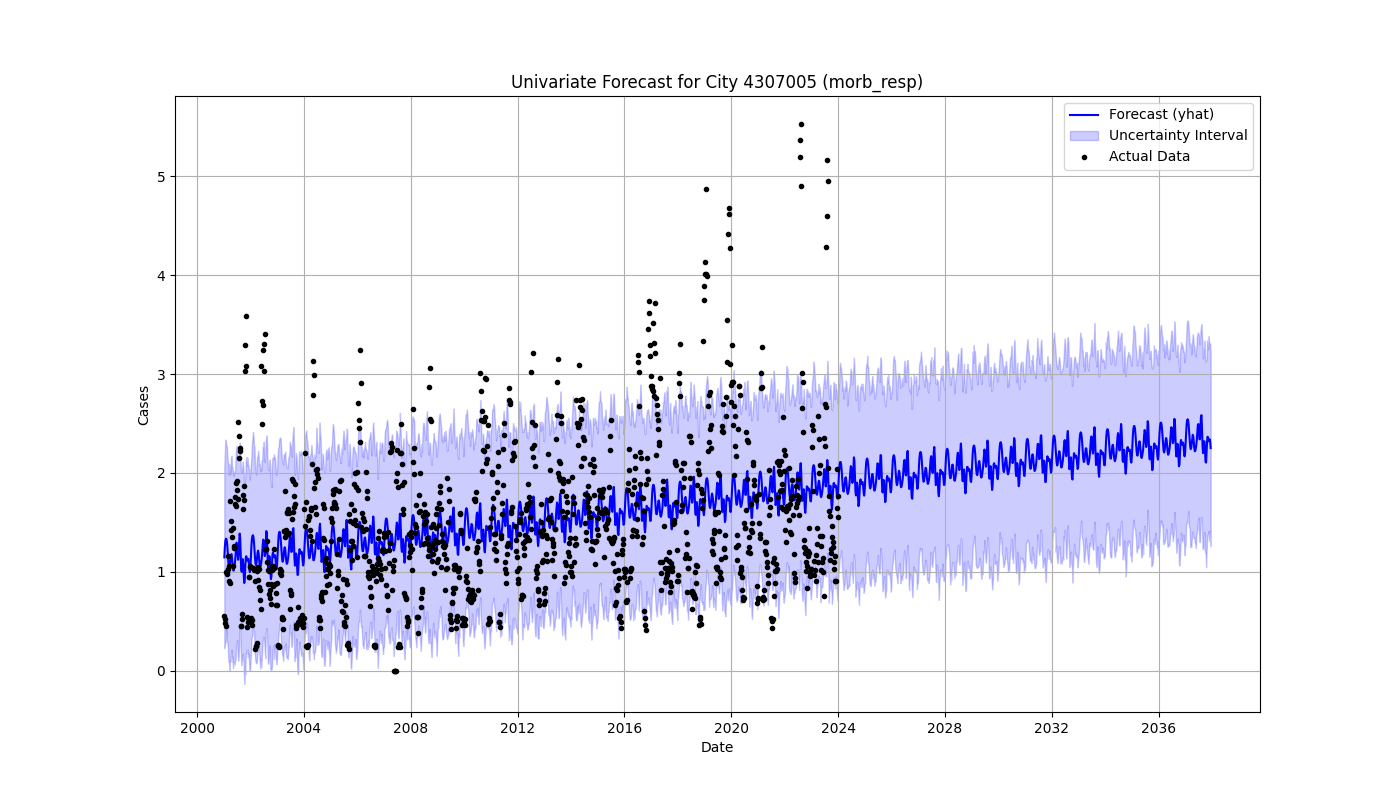 Univariate Forecast for City 4307005 (morb_resp)
Forecast (yhat)
Uncertainty Interval
Actual Data
Cases
5
4
3
2
1
0
2000 2004 2008 2012 2016 2020 2024 2028 2032 2036
Date